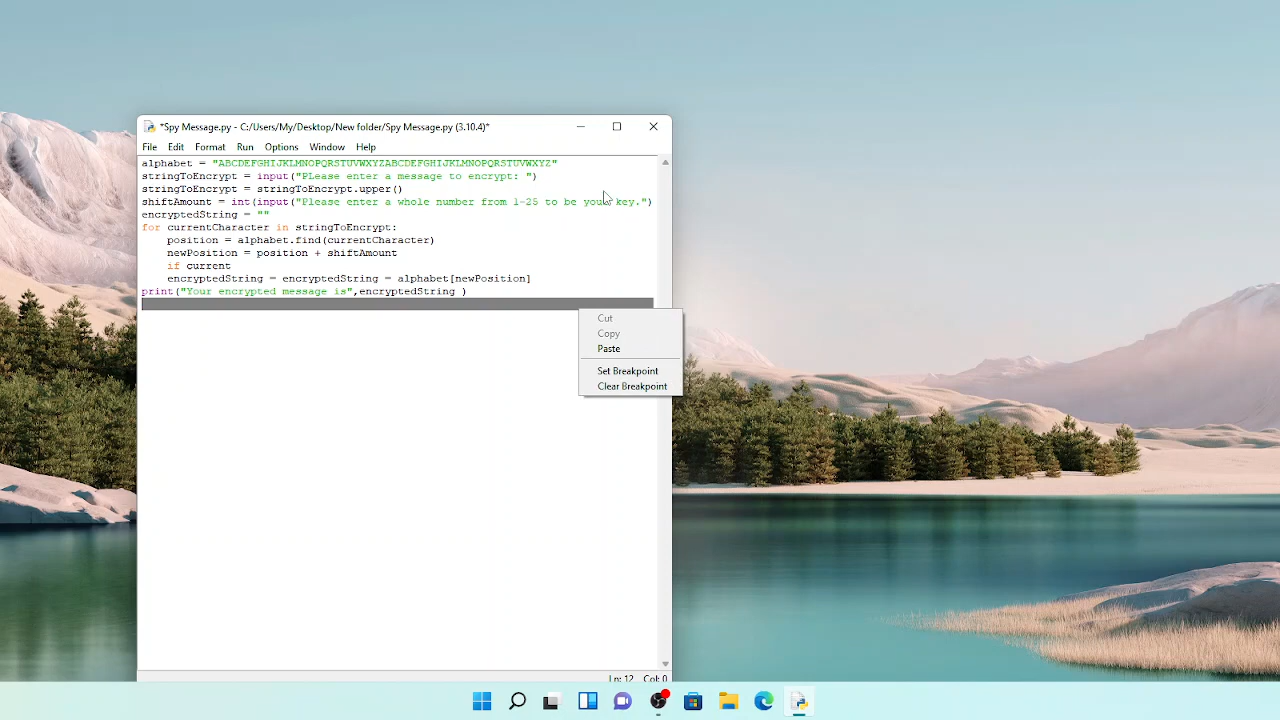 *Spy Message.py - C:/Users/My/Desktop/New folder/Spy Message.py (3.10.4)*
File Edit Format Run Options Window Help
alphabet = "ABCDEFGHIJKLMNOPQRSTUVWXYZABCDEFGHIJKLMNOPQRSTUVWXYZ"
stringToEncrypt = input("PLease enter a message to encrypt: ")
stringToEncrypt = stringToEncrypt.upper()
shiftAmount = int(input("Please enter a whole number from 1-25 to be your key.")
encryptedString = ""
for currentCharacter in stringToEncrypt:
    position = alphabet.find(currentCharacter)
    newPosition = position + shiftAmount
    if current
    encryptedString = encryptedString = alphabet[newPosition]
print("Your encrypted message is",encryptedString )
Cut
Copy
Paste
Set Breakpoint
Clear Breakpoint
Ln: 12 Col: 0